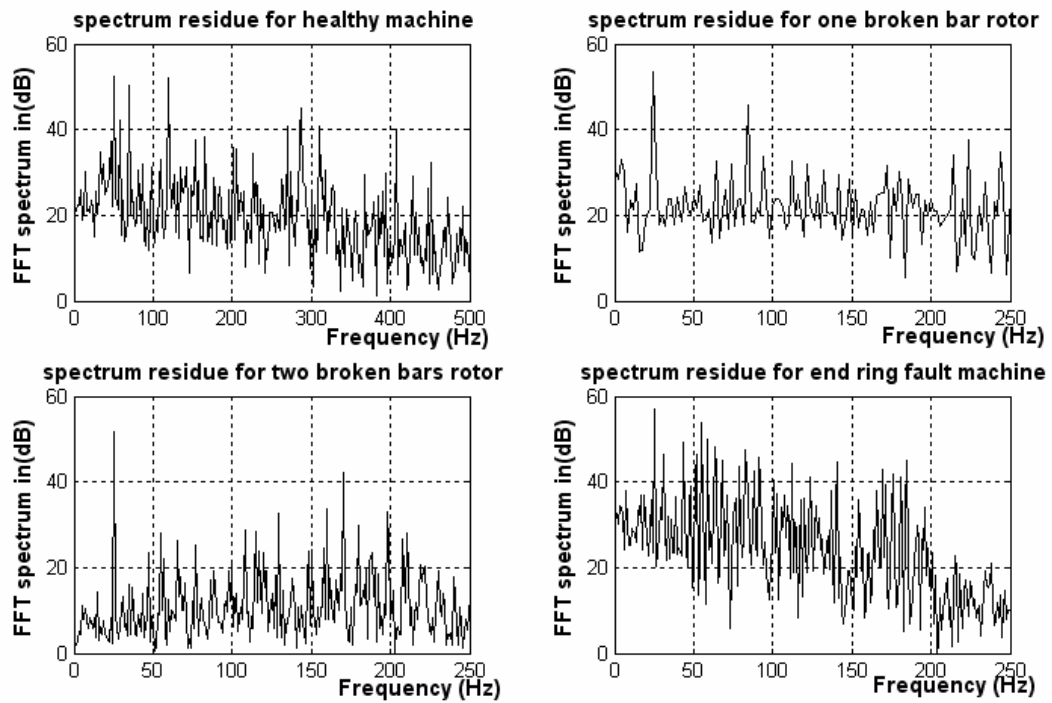 spectrum residue for healthy machine
FFT spectrum in(dB)
60
40
20
0
0 100 200 300 400 500
Frequency (Hz)
spectrum residue for one broken bar rotor
FFT spectrum in(dB)
60
40
20
0
0 50 100 150 200 250
Frequency (Hz)
spectrum residue for two broken bars rotor
FFT spectrum in(dB)
60
40
20
0
0 50 100 150 200 250
Frequency (Hz)
spectrum residue for end ring fault machine
FFT spectrum in(dB)
60
40
20
0
0 50 100 150 200 250
Frequency (Hz)